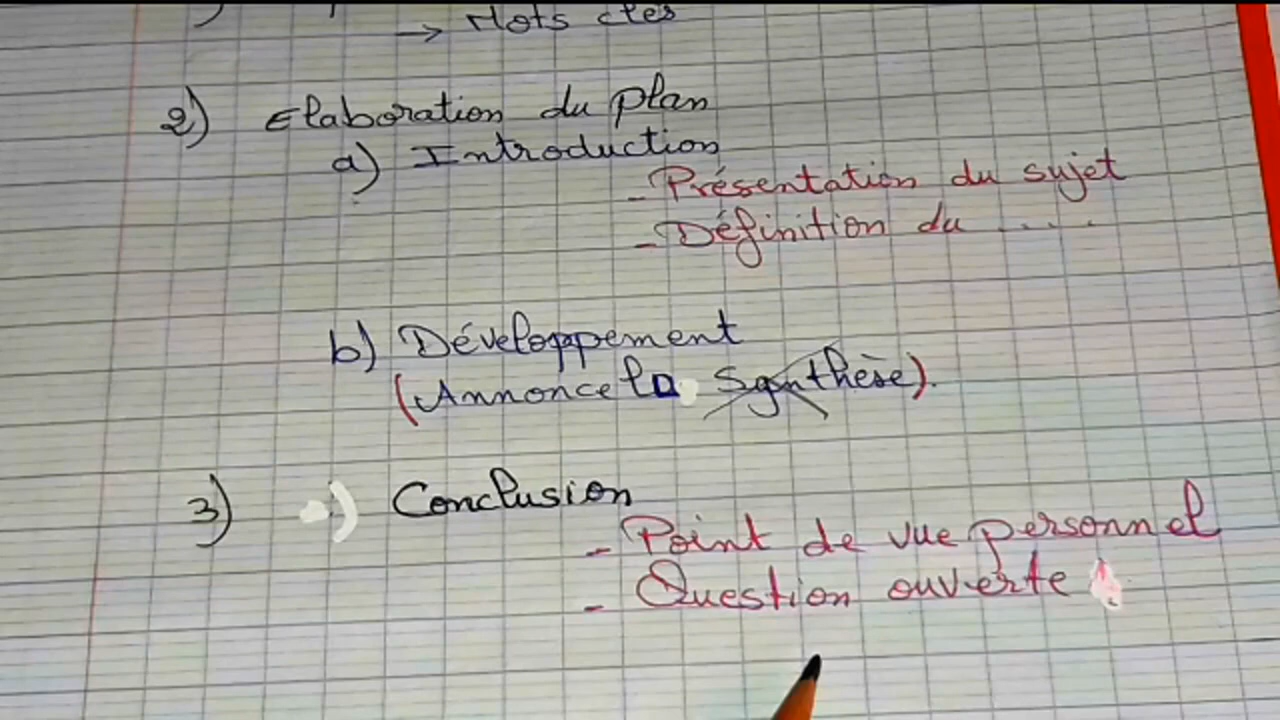 → Mots clés
2) Elaboration du plan
a) Introduction
- Présentation du sujet
- Définition du ....
b) Développement
(Annonce la Synthèse).
3) Conclusion
- Point de vue personnel
- Question ouverte